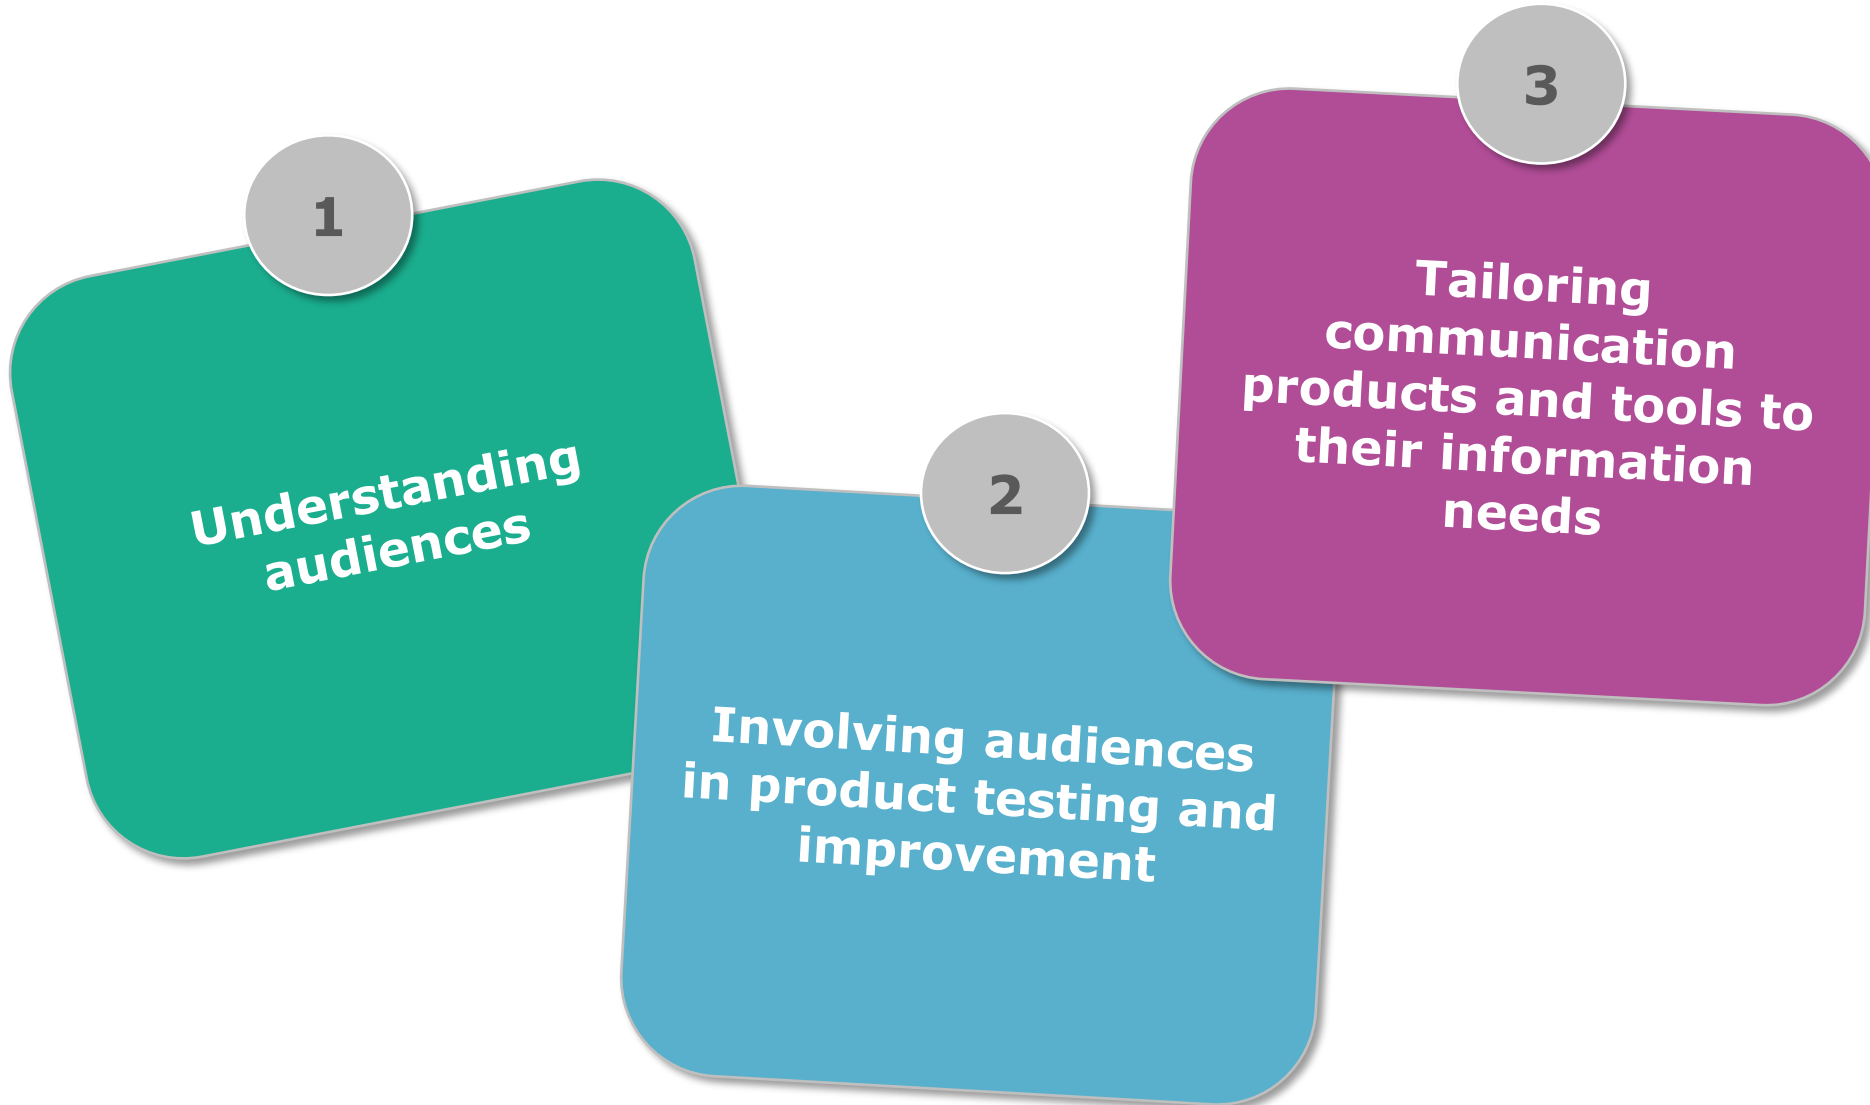 1
Understanding
audiences
2
Involving audiences
in product testing and
improvement
3
Tailoring
communication
products and tools to
their information
needs